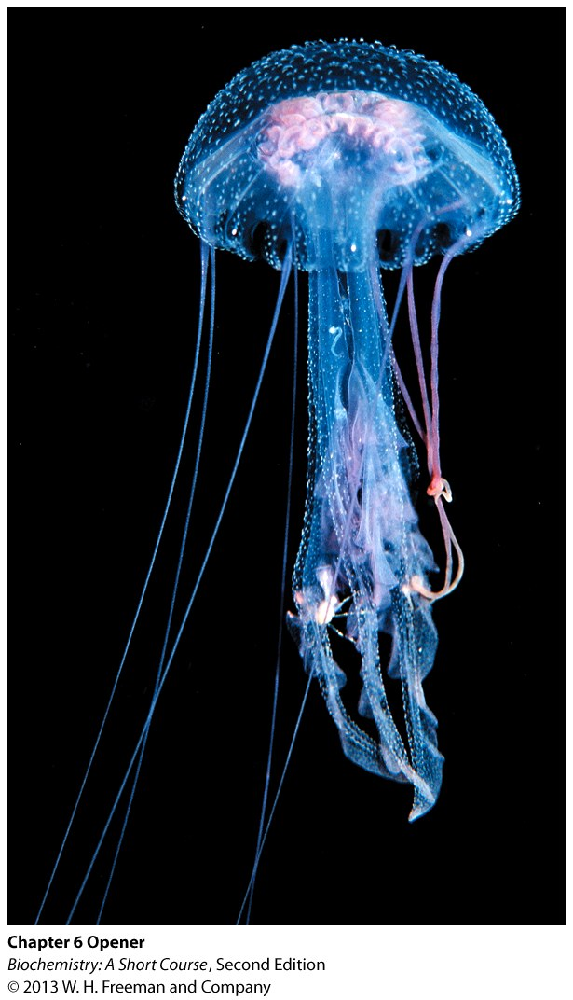 Chapter 6 Opener
Biochemistry: A Short Course, Second Edition
© 2013 W. H. Freeman and Company